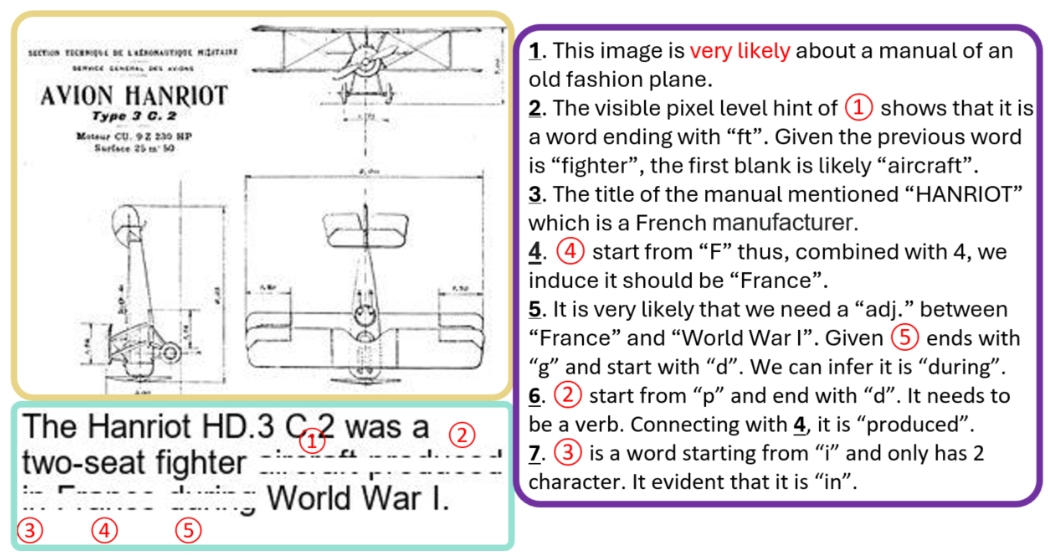 SECTION TECHNIQUE DE L'AÉRONAUTIQUE MILITAIRE
SERVICE GENERAL DES AVIONS
AVION HANRIOT
Type 3 C. 2
Moteur CU. 9 Z 230 HP
Surface 25 m² 50
The Hanriot HD.3 C.2 was a
① ②
two-seat fighter aircraft produced
in France during World War I.
③ ④ ⑤
1. This image is very likely about a manual of an
old fashion plane.
2. The visible pixel level hint of ① shows that it is
a word ending with “ft”. Given the previous word
is “fighter”, the first blank is likely “aircraft”.
3. The title of the manual mentioned “HANRIOT”
which is a French manufacturer.
4. ④ start from “F” thus, combined with 4, we
induce it should be “France”.
5. It is very likely that we need a “adj.” between
“France” and “World War I”. Given ⑤ ends with
“g” and start with “d”. We can infer it is “during”.
6. ② start from “p” and end with “d”. It needs to
be a verb. Connecting with 4, it is “produced”.
7. ③ is a word starting from “i” and only has 2
character. It evident that it is “in”.